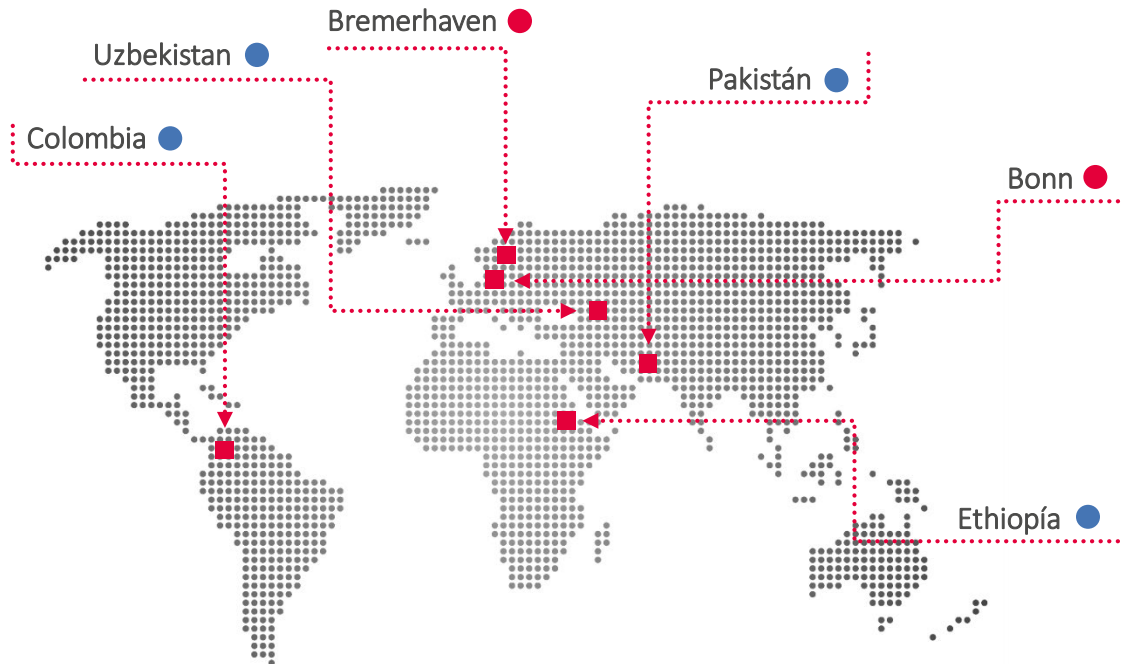 Bremerhaven
Uzbekistan
Pakistán
Colombia
Bonn
Ethiopía